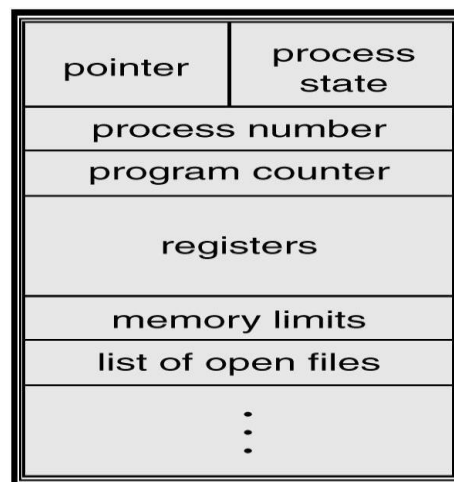 pointer
process
state
process number
program counter
registers
memory limits
list of open files